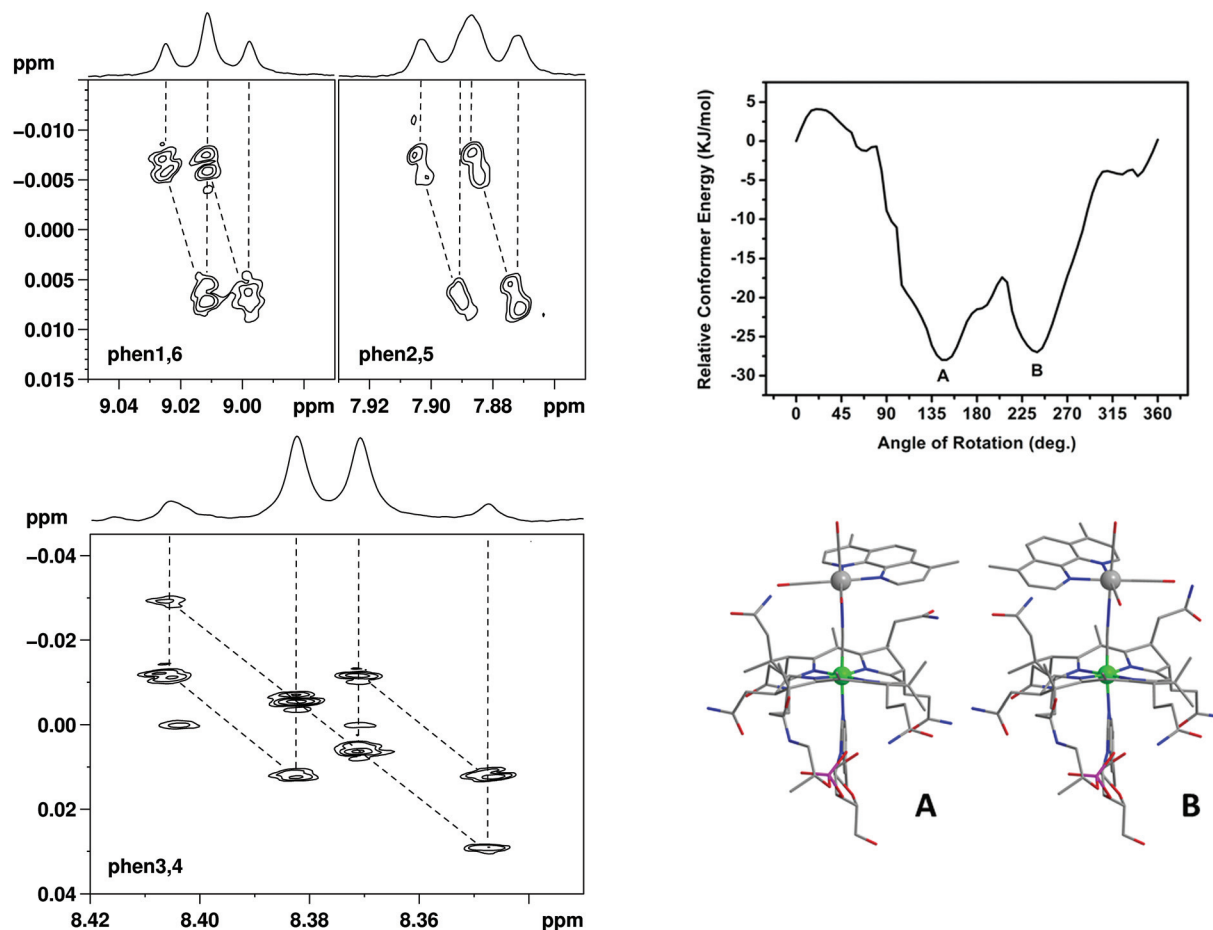 ppm
−0.010
−0.005
0.000
0.005
0.010
0.015
phen1,6
phen2,5
9.04 9.02 9.00 ppm
7.92 7.90 7.88 ppm
ppm
−0.04
−0.02
0.00
0.02
0.04
phen3,4
8.42 8.40 8.38 8.36 ppm
Relative Conformer Energy (KJ/mol)
5
0
-5
-10
-15
-20
-25
-30
A B
0 45 90 135 180 225 270 315 360
Angle of Rotation (deg.)
A B